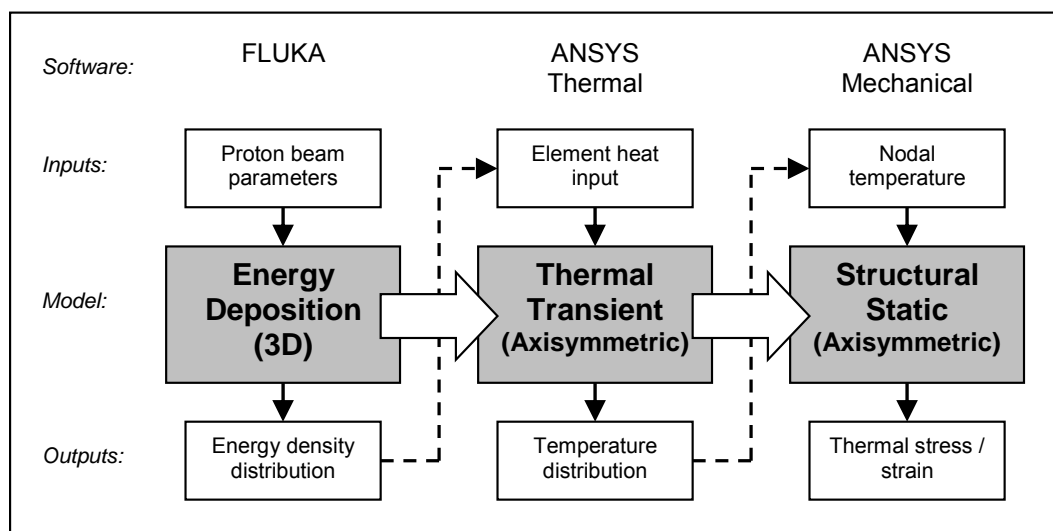 Software:
FLUKA
ANSYS
Thermal
ANSYS
Mechanical
Inputs:
Proton beam
parameters
Element heat
input
Nodal
temperature
Model:
Energy
Deposition
(3D)
Thermal
Transient
(Axisymmetric)
Structural
Static
(Axisymmetric)
Outputs:
Energy density
distribution
Temperature
distribution
Thermal stress /
strain